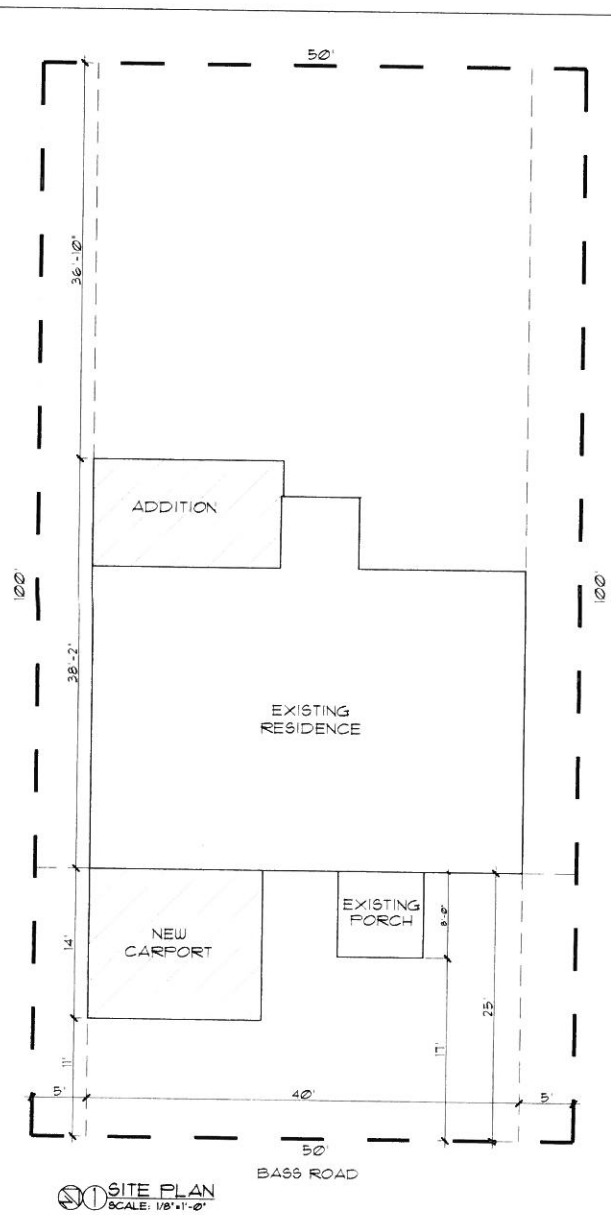 50'
36'-10"
ADDITION
100'
100'
38'-2"
EXISTING
RESIDENCE
NEW
CARPORT
EXISTING
PORCH
8'-0"
14'
25'
17'
11'
5'
40'
5'
50'
BASS ROAD
N
1
SITE PLAN
SCALE: 1/8"=1'-0"